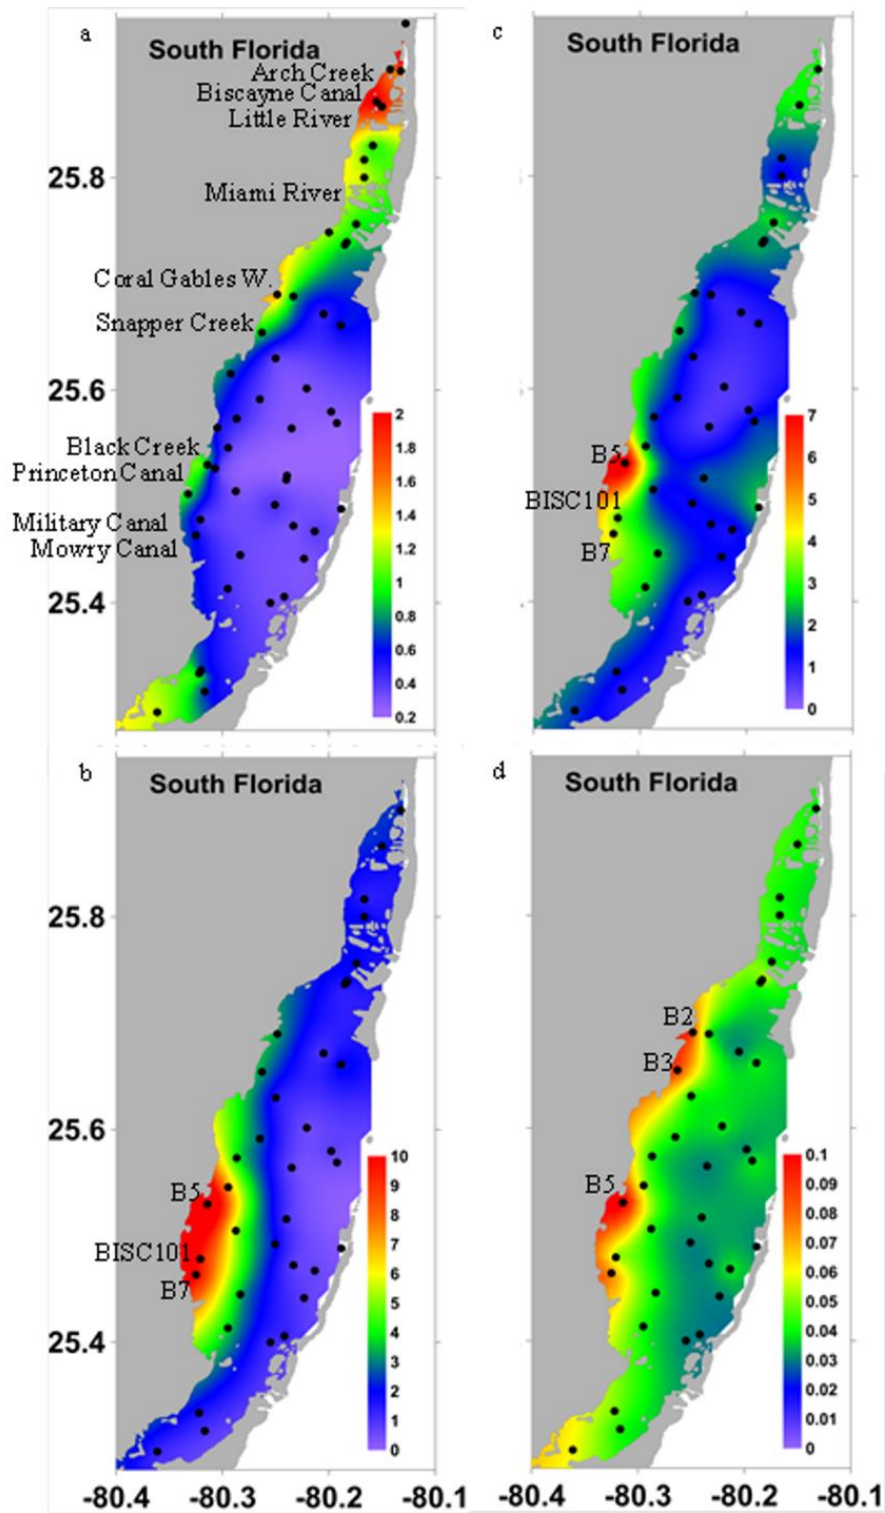 a
South Florida
Arch Creek
Biscayne Canal
Little River
25.8
Miami River
Coral Gables W.
Snapper Creek
25.6
Black Creek
Princeton Canal
Military Canal
Mowry Canal
25.4
2
1.8
1.6
1.4
1.2
1
0.8
0.6
0.4
0.2
c
South Florida
B5
BISC101
B7
7
6
5
4
3
2
1
0
b
South Florida
25.8
25.6
B5
BISC101
B7
25.4
10
9
8
7
6
5
4
3
2
1
0
-80.4 -80.3 -80.2 -80.1
d
South Florida
B2
B3
B5
0.1
0.09
0.08
0.07
0.06
0.05
0.04
0.03
0.02
0.01
0
-80.4 -80.3 -80.2 -80.1